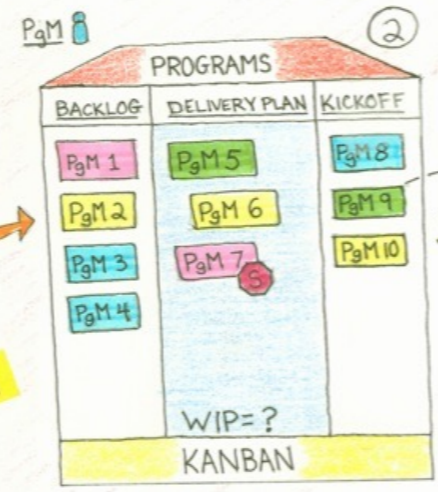 PgM
2
PROGRAMS
BACKLOG DELIVERY PLAN KICKOFF
PgM 1 PgM 5 PgM 8
PgM 2 PgM 6 PgM 9
PgM 3 PgM 7 PgM 10
S
PgM 4
WIP=?
KANBAN